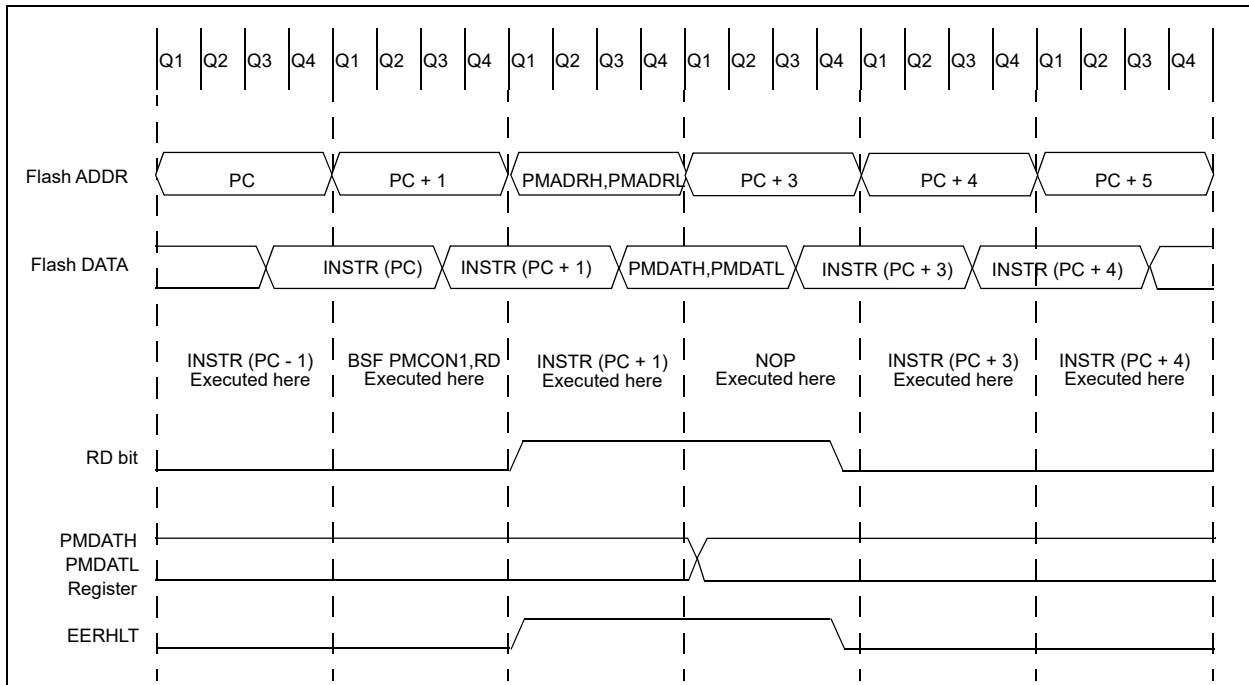 Q1 Q2 Q3 Q4 Q1 Q2 Q3 Q4 Q1 Q2 Q3 Q4 Q1 Q2 Q3 Q4 Q1 Q2 Q3 Q4 Q1 Q2 Q3 Q4
Flash ADDR PC PC + 1 PMADRH,PMADRL PC + 3 PC + 4 PC + 5
Flash DATA INSTR (PC) INSTR (PC + 1) PMDATH,PMDATL INSTR (PC + 3) INSTR (PC + 4)
INSTR (PC - 1) BSF PMCON1,RD INSTR (PC + 1) NOP INSTR (PC + 3) INSTR (PC + 4)
Executed here Executed here Executed here Executed here Executed here Executed here
RD bit
PMDATH
PMDATL
Register
EERHLT